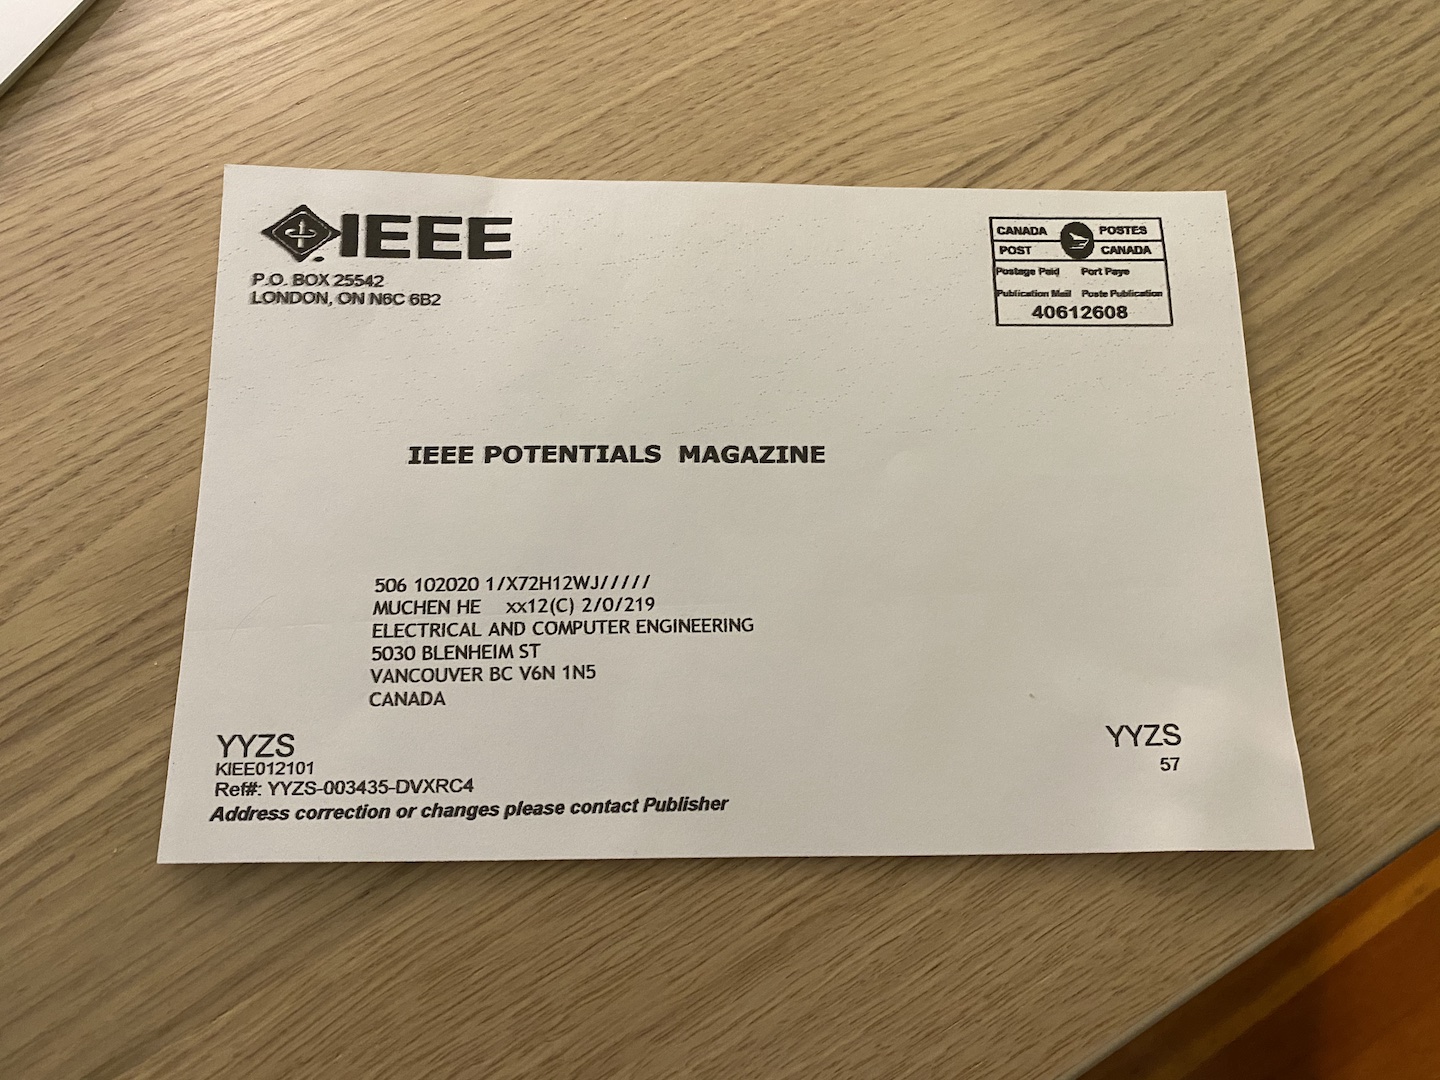 IEEE
P.O. BOX 25542
LONDON, ON N6C 6B2
CANADA POSTES
POST CANADA
Postage Paid Port Paye
Publication Mail Poste Publication
40612608
IEEE POTENTIALS MAGAZINE
506 102020 1/X72H12WJ/////
MUCHEN HE xx12(C) 2/0/219
ELECTRICAL AND COMPUTER ENGINEERING
5030 BLENHEIM ST
VANCOUVER BC V6N 1N5
CANADA
YYZS
KIEE012101
Ref#: YYZS-003435-DVXRC4
Address correction or changes please contact Publisher
YYZS
57